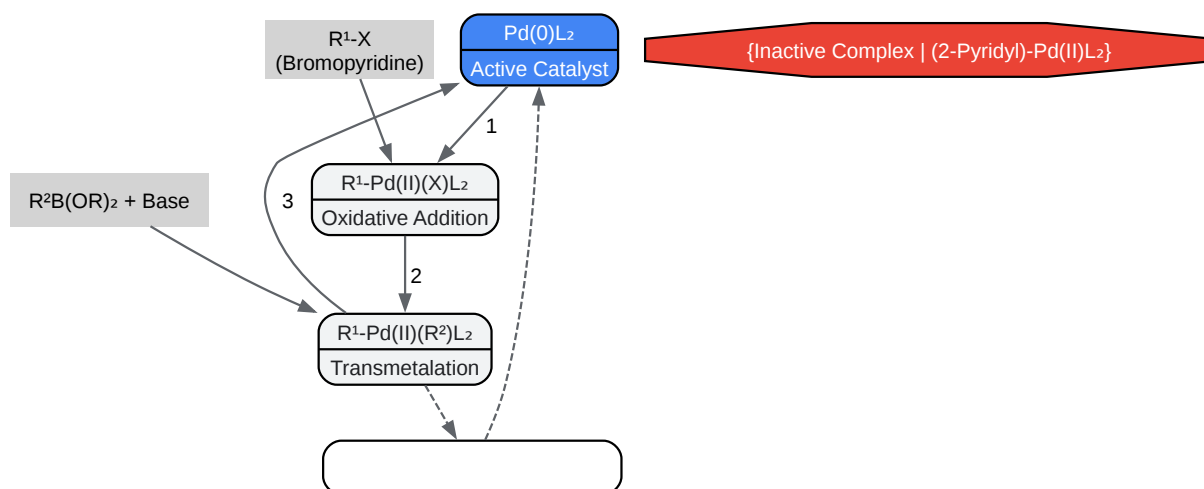 R¹-X
(Bromopyridine)
Pd(0)L₂
Active Catalyst
{Inactive Complex | (2-Pyridyl)-Pd(II)L₂}
1
R¹-Pd(II)(X)L₂
Oxidative Addition
R²B(OR)₂ + Base
3
2
R¹-Pd(II)(R²)L₂
Transmetalation